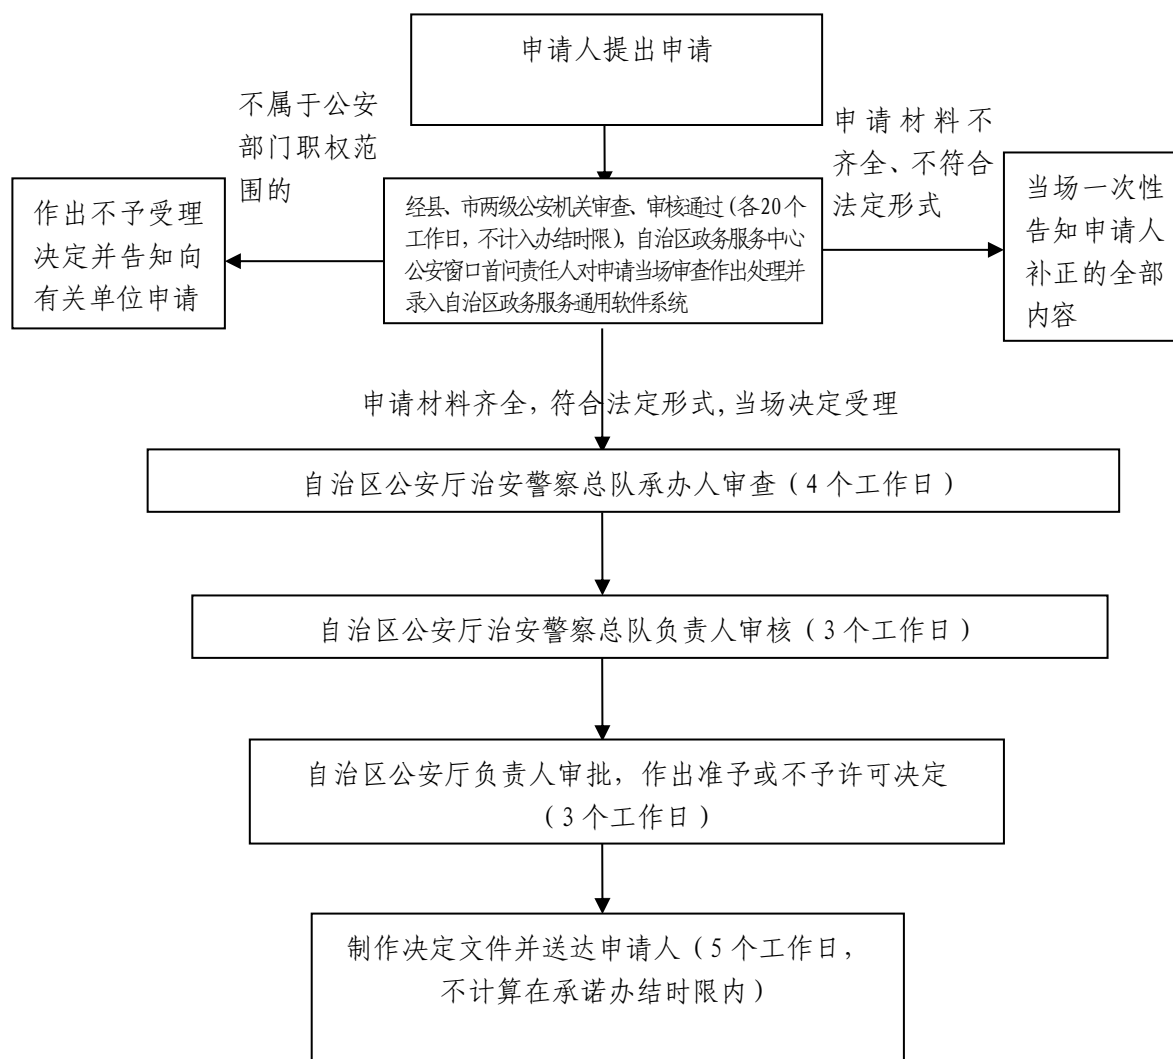 申请人提出申请
不属于公安
部门职权范
围的
申请材料不
齐全、不符合
法定形式
作出不予受理
决定并告知向
有关单位申请
经县、市两级公安机关审查、审核通过（各20个
工作日，不计入办结时限），自治区政务服务中心
公安窗口首问责任人对申请当场审查作出处理并
录入自治区政务服务通用软件系统
当场一次性
告知申请人
补正的全部
内容
申请材料齐全，符合法定形式，当场决定受理
自治区公安厅治安警察总队承办人审查（4个工作日）
自治区公安厅治安警察总队负责人审核（3个工作日）
自治区公安厅负责人审批，作出准予或不予许可决定
（3个工作日）
制作决定文件并送达申请人（5个工作日，
不计算在承诺办结时限内）